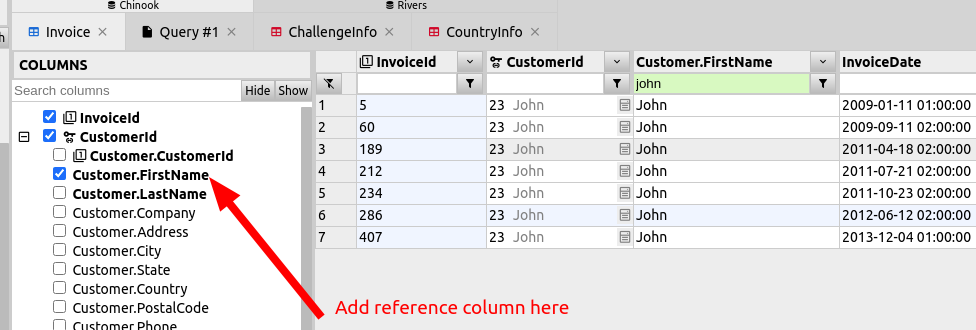 Chinook Rivers
Invoice Query #1 ChallengeInfo CountryInfo
COLUMNS
Search columns Hide Show
InvoiceId
CustomerId
Customer.CustomerId
Customer.FirstName
Customer.LastName
Customer.Company
Customer.Address
Customer.City
Customer.State
Customer.Country
Customer.PostalCode
Customer.Phone
InvoiceId CustomerId Customer.FirstName InvoiceDate
john
1 5 23 John John 2009-01-11 01:00:00
2 60 23 John John 2009-09-11 02:00:00
3 189 23 John John 2011-04-18 02:00:00
4 212 23 John John 2011-07-21 02:00:00
5 234 23 John John 2011-10-23 02:00:00
6 286 23 John John 2012-06-12 02:00:00
7 407 23 John John 2013-12-04 01:00:00
Add reference column here